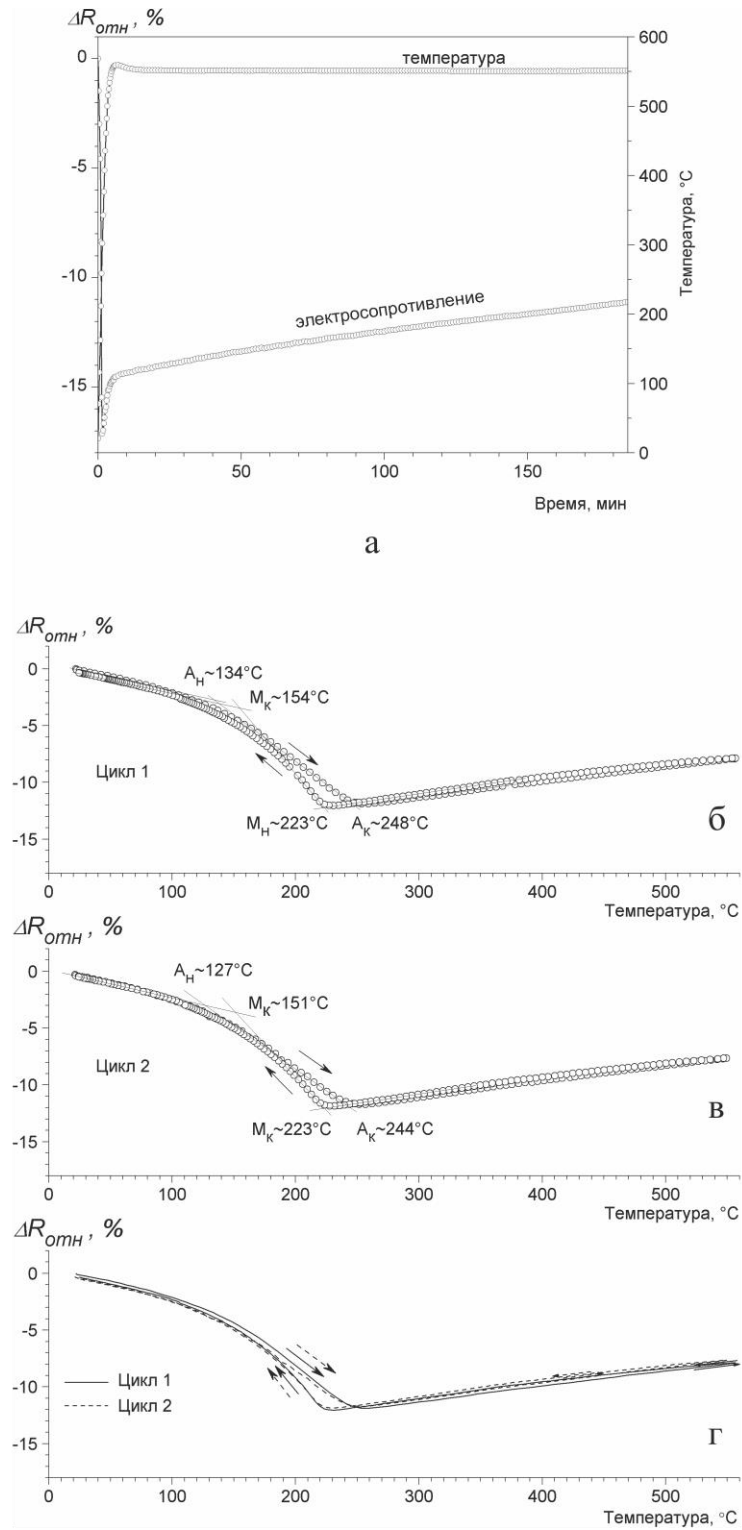 ΔRотн , %
0
-5
-10
-15
600
500
400
300
200
100
0
Температура, °C
температура
электросопротивление
0
50
100
150
Время, мин
а
ΔRотн , %
0
-5
-10
-15
Aн~134°C
Mк~154°C
Цикл 1
Mн~223°C
Aк~248°C
б
0
100
200
300
400
500
Температура, °C
ΔRотн , %
0
-5
-10
-15
Aн~127°C
Mк~151°C
Цикл 2
Mк~223°C
Aк~244°C
в
0
100
200
300
400
500
Температура, °C
ΔRотн , %
0
-5
-10
-15
Цикл 1
Цикл 2
г
0
100
200
300
400
500
Температура, °C